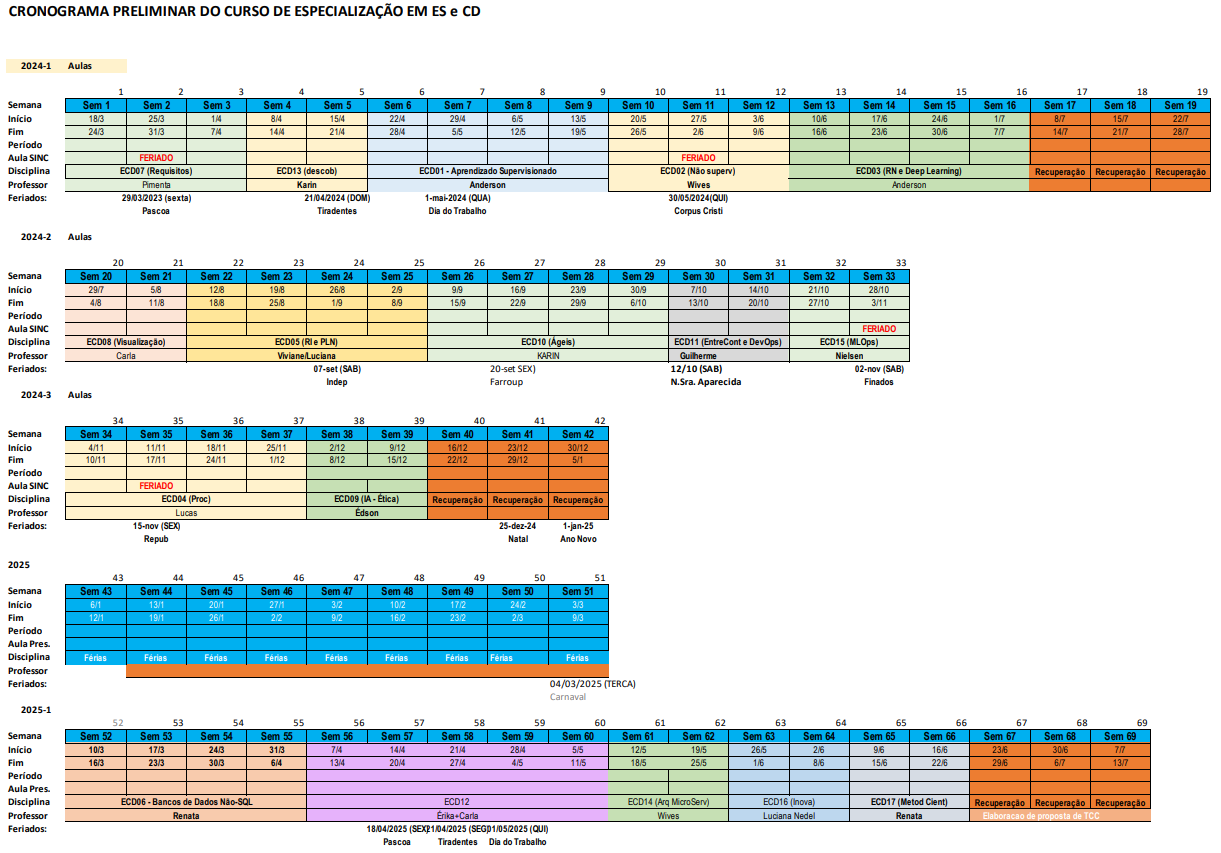 CRONOGRAMA PRELIMINAR DO CURSO DE ESPECIALIZAÇÃO EM ES e CD
2024-1 Aulas
1 2 3 4 5 6 7 8 9 10 11 12 13 14 15 16 17 18 19
Semana Sem 1 Sem 2 Sem 3 Sem 4 Sem 5 Sem 6 Sem 7 Sem 8 Sem 9 Sem 10 Sem 11 Sem 12 Sem 13 Sem 14 Sem 15 Sem 16 Sem 17 Sem 18 Sem 19
Início 18/3 25/3 1/4 8/4 15/4 22/4 29/4 6/5 13/5 20/5 27/5 3/6 10/6 17/6 24/6 1/7 8/7 15/7 22/7
Fim 24/3 31/3 7/4 14/4 21/4 28/4 5/5 12/5 19/5 26/5 2/6 9/6 16/6 23/6 30/6 7/7 14/7 21/7 28/7
Período
Aula SINC FERIADO FERIADO
Disciplina ECD07 (Requisitos) ECD13 (descob) ECD01 - Aprendizado Supervisionado ECD02 (Não superv) ECD03 (RN e Deep Learning) Recuperação Recuperação Recuperação
Professor Pimenta Karin Anderson Wives Anderson
Feriados: 29/03/2023 (sexta) 21/04/2024 (DOM) 1-mai-2024 (QUA) 30/05/2024(QUI)
Pascoa Tiradentes Dia do Trabalho Corpus Cristi
2024-2 Aulas
20 21 22 23 24 25 26 27 28 29 30 31 32 33
Semana Sem 20 Sem 21 Sem 22 Sem 23 Sem 24 Sem 25 Sem 26 Sem 27 Sem 28 Sem 29 Sem 30 Sem 31 Sem 32 Sem 33
Início 29/7 5/8 12/8 19/8 26/8 2/9 9/9 16/9 23/9 30/9 7/10 14/10 21/10 28/10
Fim 4/8 11/8 18/8 25/8 1/9 8/9 15/9 22/9 29/9 6/10 13/10 20/10 27/10 3/11
Período
Aula SINC FERIADO
Disciplina ECD08 (Visualização) ECD05 (RI e PLN) ECD10 (Ágeis) ECD11 (EntreCont e DevOps) ECD15 (MLOps)
Professor Carla Viviane/Luciana KARIN Guilherme Nielsen
Feriados: 07-set (SAB) 20-set SEX) 12/10 (SAB) 02-nov (SAB)
Indep Farroup N.Sra. Aparecida Finados
2024-3 Aulas
34 35 36 37 38 39 40 41 42
Semana Sem 34 Sem 35 Sem 36 Sem 37 Sem 38 Sem 39 Sem 40 Sem 41 Sem 42
Início 4/11 11/11 18/11 25/11 2/12 9/12 16/12 23/12 30/12
Fim 10/11 17/11 24/11 1/12 8/12 15/12 22/12 29/12 5/1
Período
Aula SINC FERIADO
Disciplina ECD04 (Proc) ECD09 (IA - Ética) Recuperação Recuperação Recuperação
Professor Lucas Édson
Feriados: 15-nov (SEX) 25-dez-24 1-jan-25
Repub Natal Ano Novo
2025
43 44 45 46 47 48 49 50 51
Semana Sem 43 Sem 44 Sem 45 Sem 46 Sem 47 Sem 48 Sem 49 Sem 50 Sem 51
Início 6/1 13/1 20/1 27/1 3/2 10/2 17/2 24/2 3/3
Fim 12/1 19/1 26/1 2/2 9/2 16/2 23/2 2/3 9/3
Período
Aula Pres.
Disciplina Férias Férias Férias Férias Férias Férias Férias Férias Férias
Professor
Feriados: 04/03/2025 (TERCA)
Carnaval
2025-1
52 53 54 55 56 57 58 59 60 61 62 63 64 65 66 67 68 69
Semana Sem 52 Sem 53 Sem 54 Sem 55 Sem 56 Sem 57 Sem 58 Sem 59 Sem 60 Sem 61 Sem 62 Sem 63 Sem 64 Sem 65 Sem 66 Sem 67 Sem 68 Sem 69
Início 10/3 17/3 24/3 31/3 7/4 14/4 21/4 28/4 5/5 12/5 19/5 26/5 2/6 9/6 16/6 23/6 30/6 7/7
Fim 16/3 23/3 30/3 6/4 13/4 20/4 27/4 4/5 11/5 18/5 25/5 1/6 8/6 15/6 22/6 29/6 6/7 13/7
Período
Aula Pres.
Disciplina ECD06 - Bancos de Dados Não-SQL ECD12 ECD14 (Arq MicroServ) ECD16 (Inova) ECD17 (Metod Cient) Recuperação Recuperação Recuperação
Professor Renata Érika+Carla Wives Luciana Nedel Renata Elaboracao de proposta de TCC
Feriados: 18/04/2025 (SEX) 21/04/2025 (SEG) 01/05/2025 (QUI)
Pascoa Tiradentes Dia do Trabalho